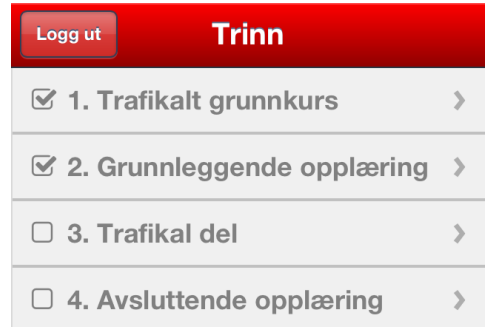 Logg ut
Trinn
1. Trafikalt grunnkurs
2. Grunnleggende opplæring
3. Trafikal del
4. Avsluttende opplæring